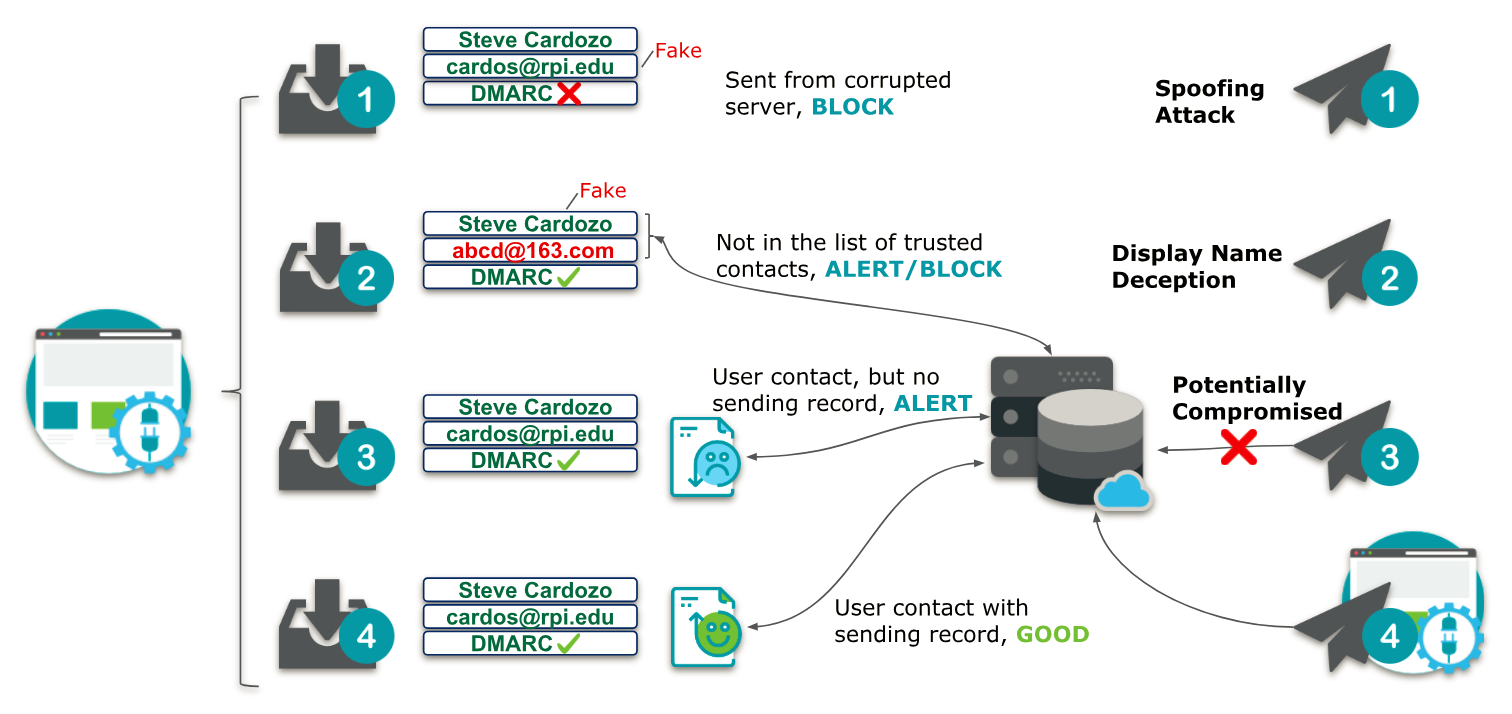 Steve Cardozo
cardos@rpi.edu
DMARC
Fake
Sent from corrupted
server, BLOCK
Spoofing
Attack
1
1
Fake
Steve Cardozo
abcd@163.com
DMARC
Not in the list of trusted
contacts, ALERT/BLOCK
Display Name
Deception
2
2
Steve Cardozo
cardos@rpi.edu
DMARC
User contact, but no
sending record, ALERT
Potentially
Compromised
3
3
Steve Cardozo
cardos@rpi.edu
DMARC
User contact with
sending record, GOOD
4
4